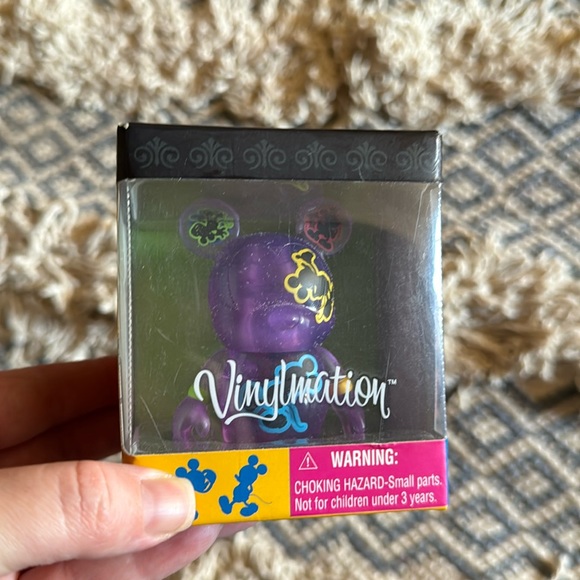 Vinylmation™
WARNING:
CHOKING HAZARD-Small parts.
Not for children under 3 years.